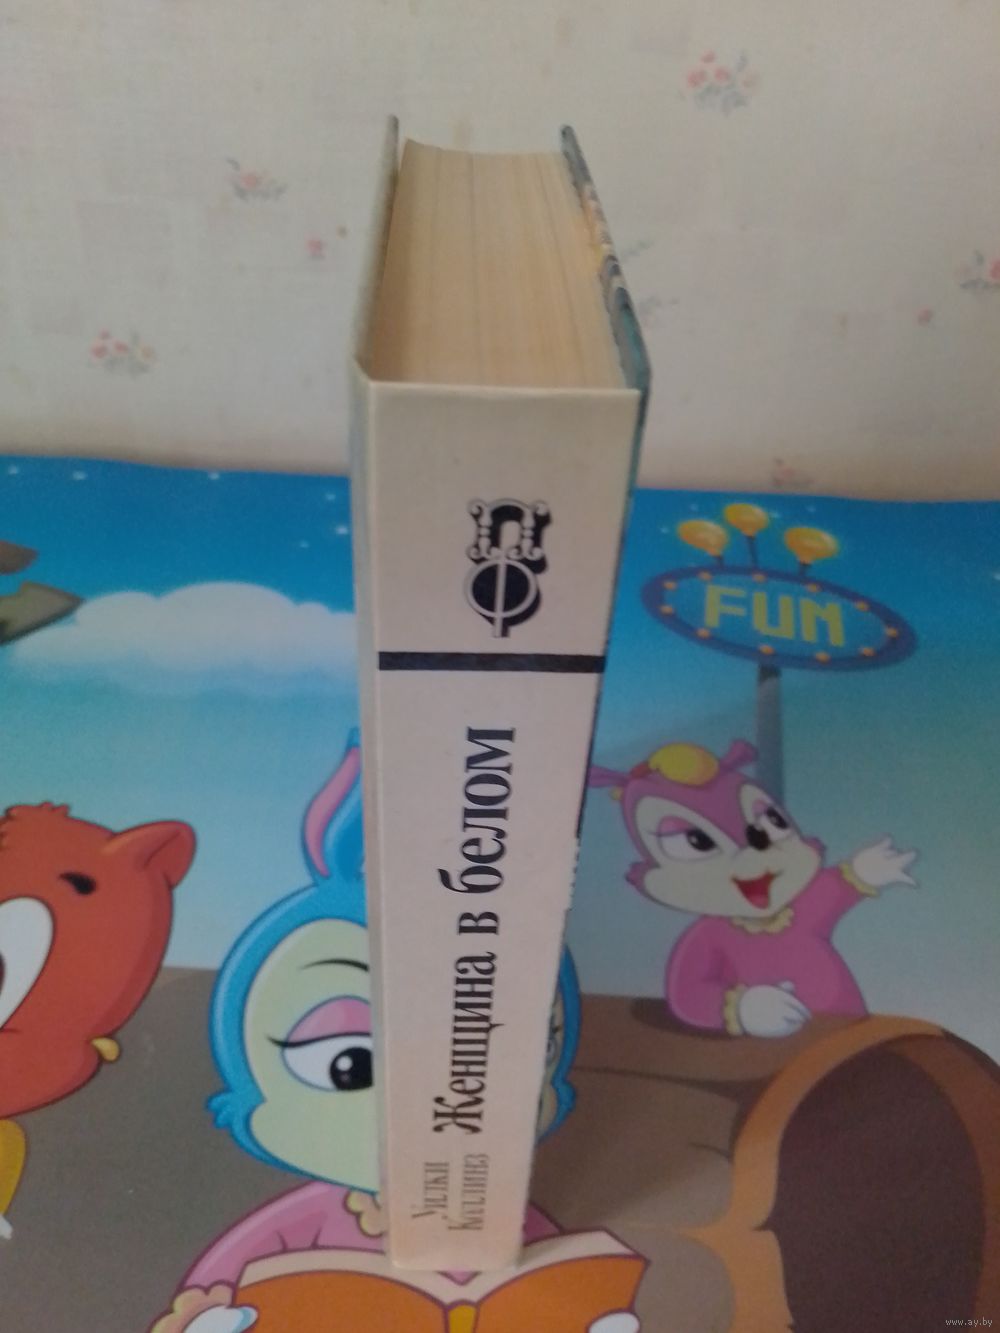 FUN
Женщина в белом
Уилки
Коллинз
www.ay.by